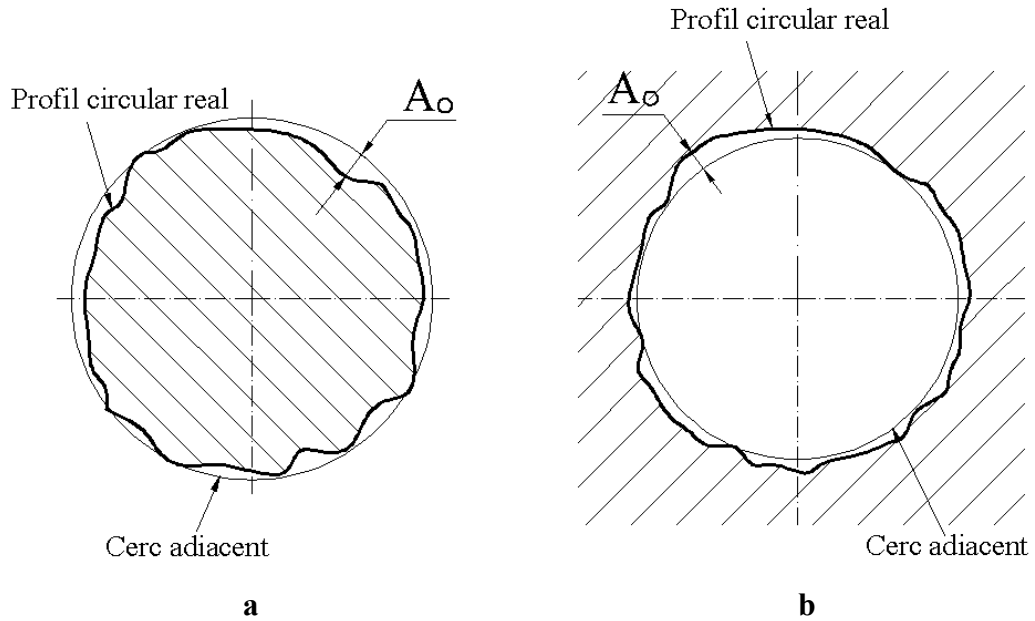 Profil circular real
A○
Cerc adiacent
a
Profil circular real
A○
Cerc adiacent
b